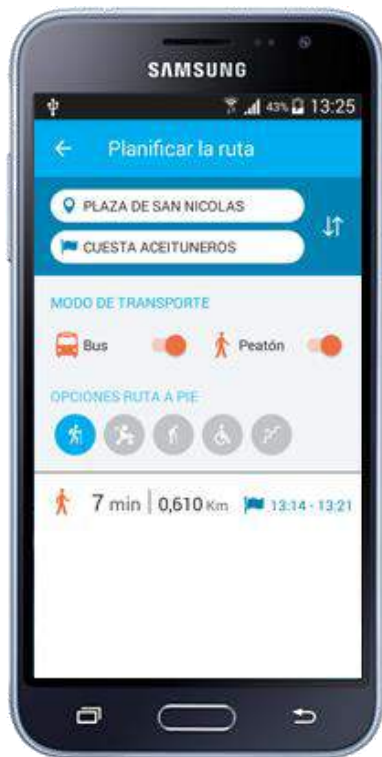 SAMSUNG
43% 13:25
Planificar la ruta
PLAZA DE SAN NICOLAS
CUESTA ACEITUNEROS
MODO DE TRANSPORTE
Bus Peatón
OPCIONES RUTA A PIE
7 min 0,610 Km 13:14 - 13:21